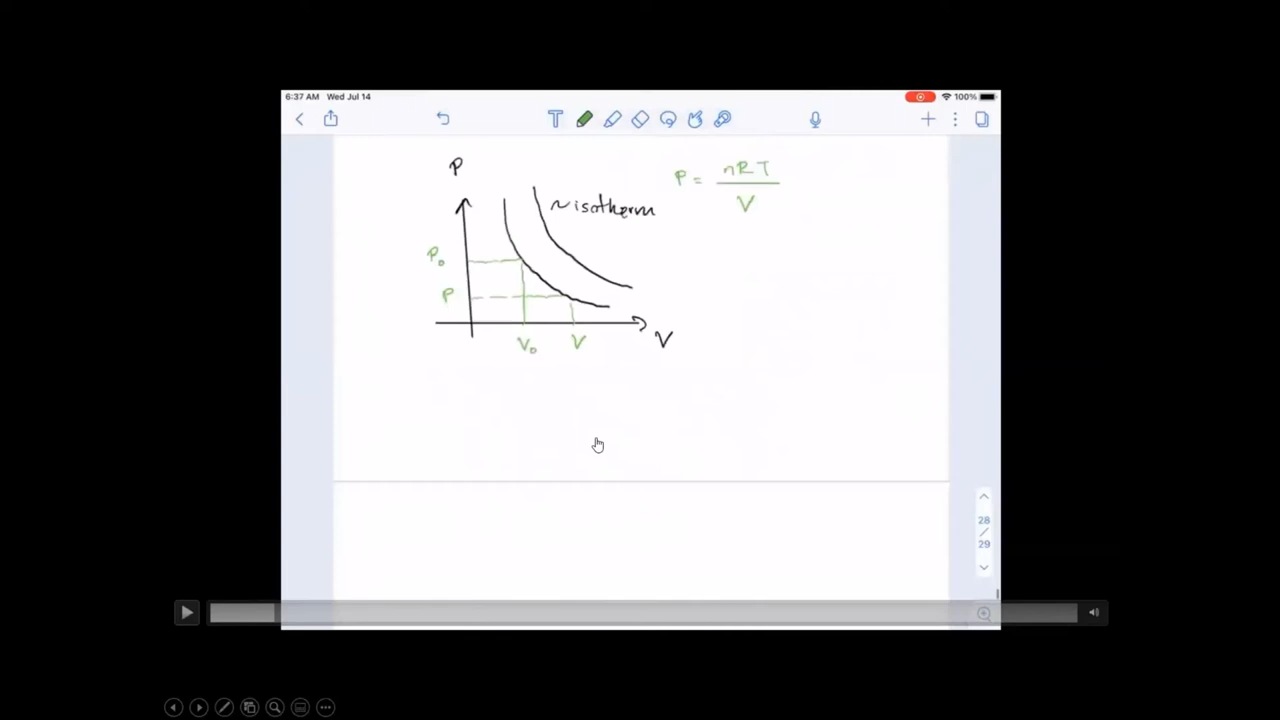 6:37 AM Wed Jul 14
100%
T
P
P = nRT
V
~isotherm
P₀
P
V₀ V
V
28
/
29